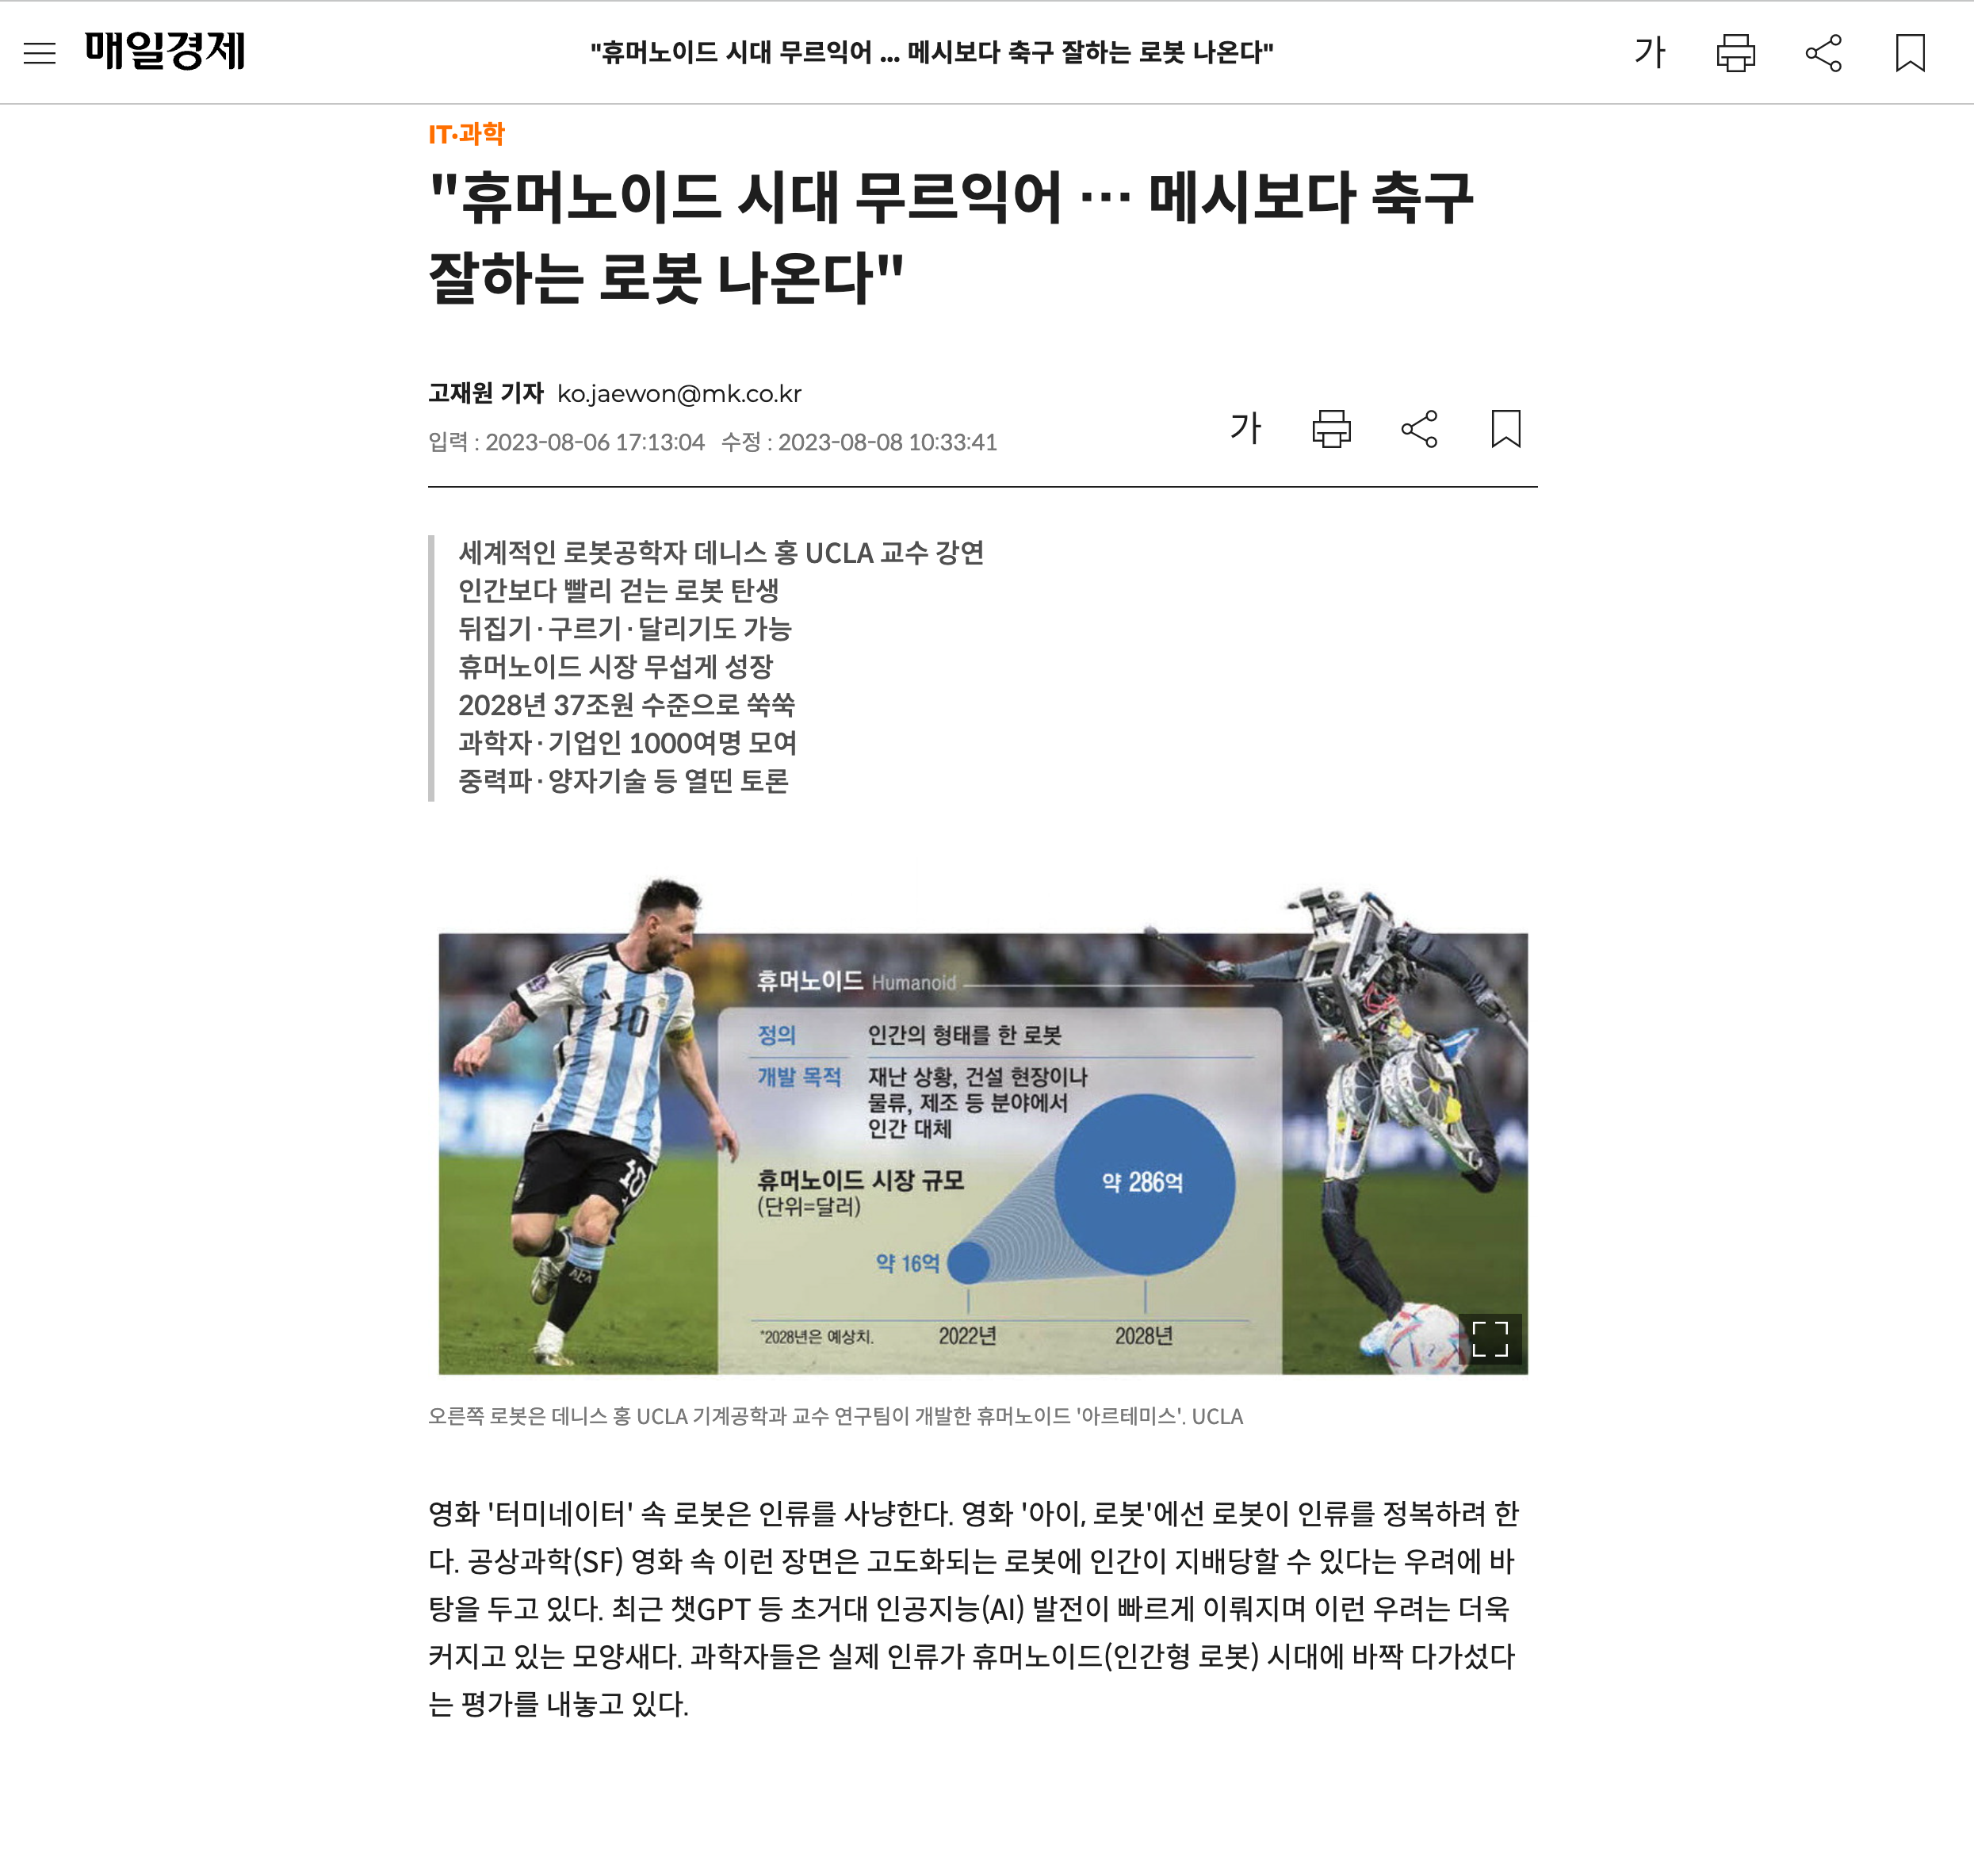 매일경제
"휴머노이드 시대 무르익어 ... 메시보다 축구 잘하는 로봇 나온다"
가
IT·과학
"휴머노이드 시대 무르익어 … 메시보다 축구
잘하는 로봇 나온다"
고재원 기자 ko.jaewon@mk.co.kr
입력 : 2023-08-06 17:13:04 수정 : 2023-08-08 10:33:41
가
세계적인 로봇공학자 데니스 홍 UCLA 교수 강연
인간보다 빨리 걷는 로봇 탄생
뒤집기·구르기·달리기도 가능
휴머노이드 시장 무섭게 성장
2028년 37조원 수준으로 쑥쑥
과학자·기업인 1000여명 모여
중력파·양자기술 등 열띤 토론
10
10
AFA
휴머노이드 Humanoid
정의 인간의 형태를 한 로봇
개발 목적 재난 상황, 건설 현장이나
물류, 제조 등 분야에서
인간 대체
휴머노이드 시장 규모
(단위=달러)
약 286억
약 16억
*2028년은 예상치. 2022년 2028년
오른쪽 로봇은 데니스 홍 UCLA 기계공학과 교수 연구팀이 개발한 휴머노이드 '아르테미스'. UCLA
영화 '터미네이터' 속 로봇은 인류를 사냥한다. 영화 '아이, 로봇'에선 로봇이 인류를 정복하려 한
다. 공상과학(SF) 영화 속 이런 장면은 고도화되는 로봇에 인간이 지배당할 수 있다는 우려에 바
탕을 두고 있다. 최근 챗GPT 등 초거대 인공지능(AI) 발전이 빠르게 이뤄지며 이런 우려는 더욱
커지고 있는 모양새다. 과학자들은 실제 인류가 휴머노이드(인간형 로봇) 시대에 바짝 다가섰다
는 평가를 내놓고 있다.